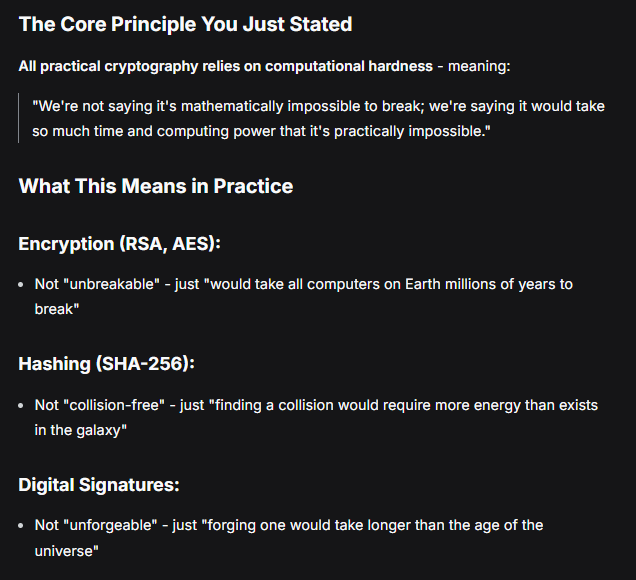 The Core Principle You Just Stated
All practical cryptography relies on computational hardness - meaning:
"We're not saying it's mathematically impossible to break; we're saying it would take
so much time and computing power that it's practically impossible."
What This Means in Practice
Encryption (RSA, AES):
• Not "unbreakable" - just "would take all computers on Earth millions of years to
break"
Hashing (SHA-256):
• Not "collision-free" - just "finding a collision would require more energy than exists
in the galaxy"
Digital Signatures:
• Not "unforgeable" - just "forging one would take longer than the age of the
universe"